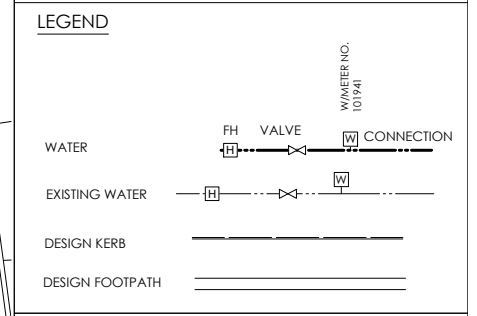 LEGEND
W/METER NO.
101941
FH VALVE W CONNECTION
WATER H
W
EXISTING WATER H
DESIGN KERB
DESIGN FOOTPATH